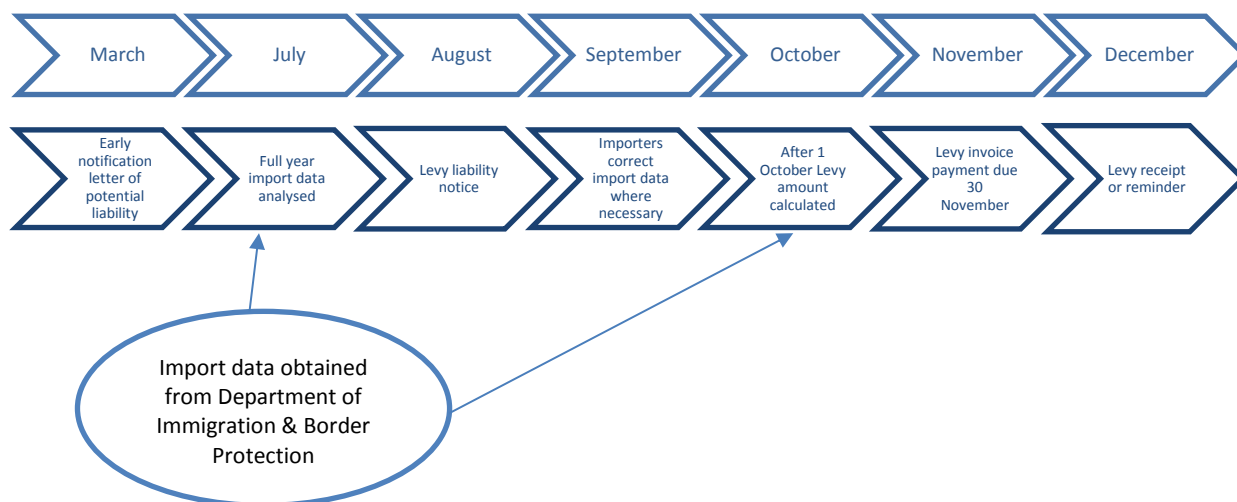 March
July
August
September
October
November
December
Early
notification
letter of
potential
liability
Full year
import data
analysed
Levy liability
notice
Importers
correct
import data
where
necessary
After 1
October Levy
amount
calculated
Levy invoice
payment due
30
November
Levy receipt
or reminder
Import data obtained
from Department of
Immigration & Border
Protection